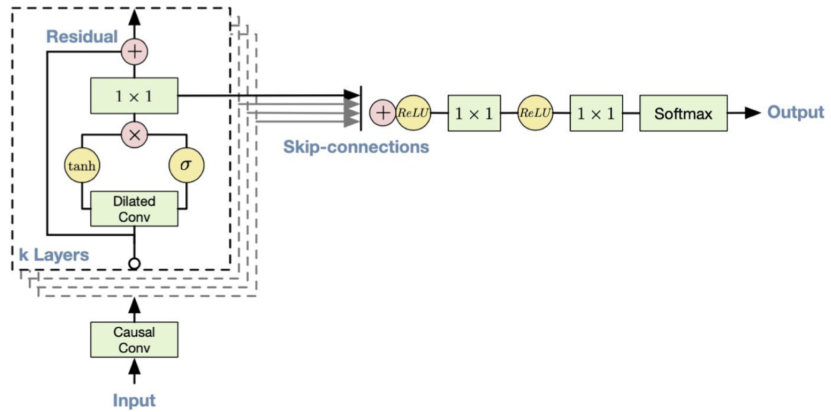 Residual
+
1 × 1
×
tanh
σ
Dilated
Conv
k Layers
Causal
Conv
Input
Skip-connections
+
ReLU
1 × 1
ReLU
1 × 1
Softmax
Output